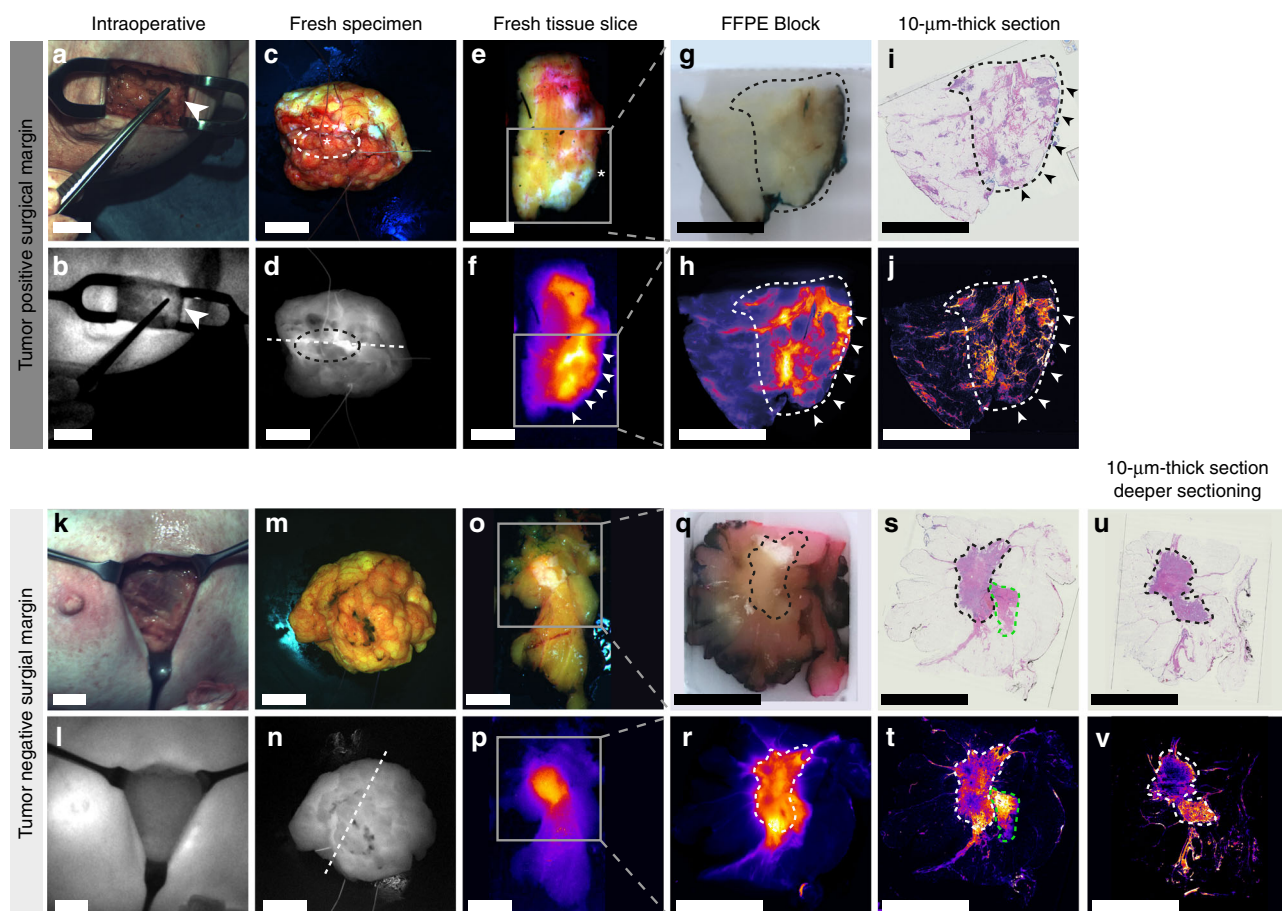 Intraoperative
Fresh specimen
Fresh tissue slice
FFPE Block
10-μm-thick section
Tumor positive surgical margin
a
c
e
g
i
*
*
b
d
f
h
j
10-μm-thick section
deeper sectioning
Tumor negative surgial margin
k
m
o
q
s
u
l
n
p
r
t
v